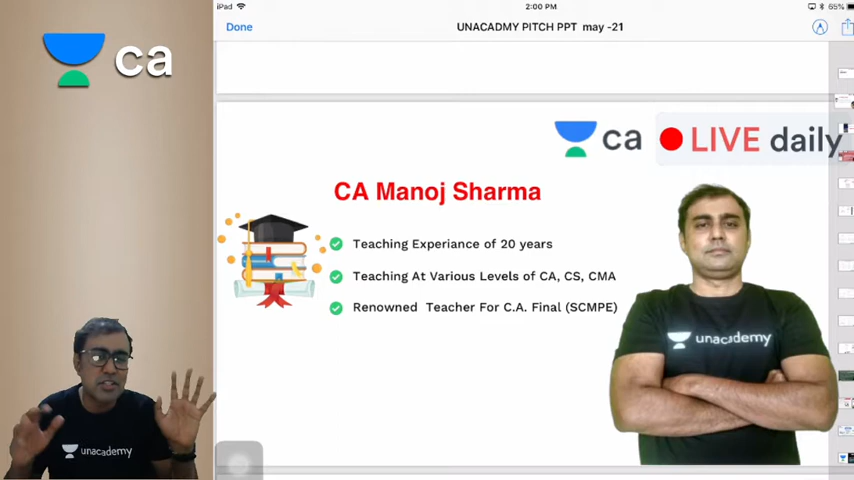 iPad
2:00 PM
65%
Done
UNACADMY PITCH PPT may -21
ca
ca
LIVE daily
CA Manoj Sharma
Teaching Experiance of 20 years
Teaching At Various Levels of CA, CS, CMA
Renowned Teacher For C.A. Final (SCMPE)
unacademy
unacademy